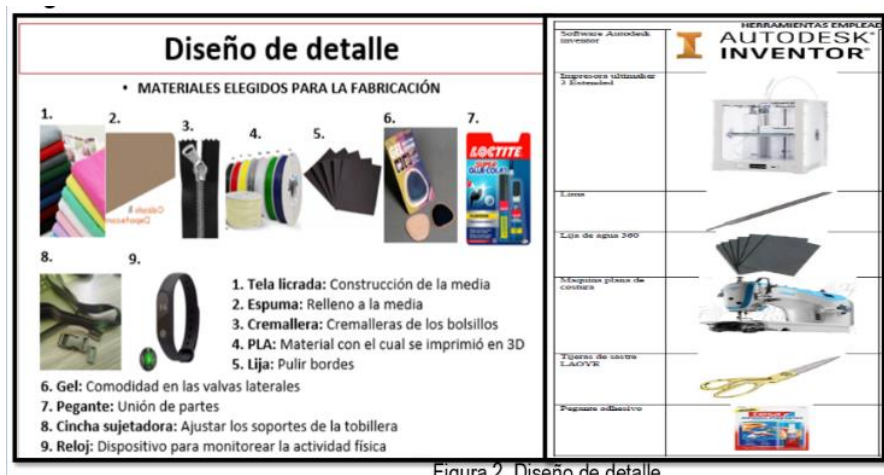 Diseño de detalle
• MATERIALES ELEGIDOS PARA LA FABRICACIÓN
1.
2.
3.
4.
5.
6.
7.
LOCTITE
8.
9.
1. Tela licrada: Construcción de la media
2. Espuma: Relleno a la media
3. Cremallera: Cremalleras de los bolsillos
4. PLA: Material con el cual se imprimió en 3D
5. Lija: Pulir bordes
6. Gel: Comodidad en las valvas laterales
7. Pegante: Unión de partes
8. Cincha sujetadora: Ajustar los soportes de la tobillera
9. Reloj: Dispositivo para monitorear la actividad física
HERRAMIENTAS EMPLEAD
Software Autodesk
inventor
AUTODESK
INVENTOR
Impresora ultimaker
2 Extended
Lima
Lija de agua 360
Maquina plana de
costura
Tijeras de sastre
LAOYE
Pegante adhesivo
Figura 2. Diseño de detalle